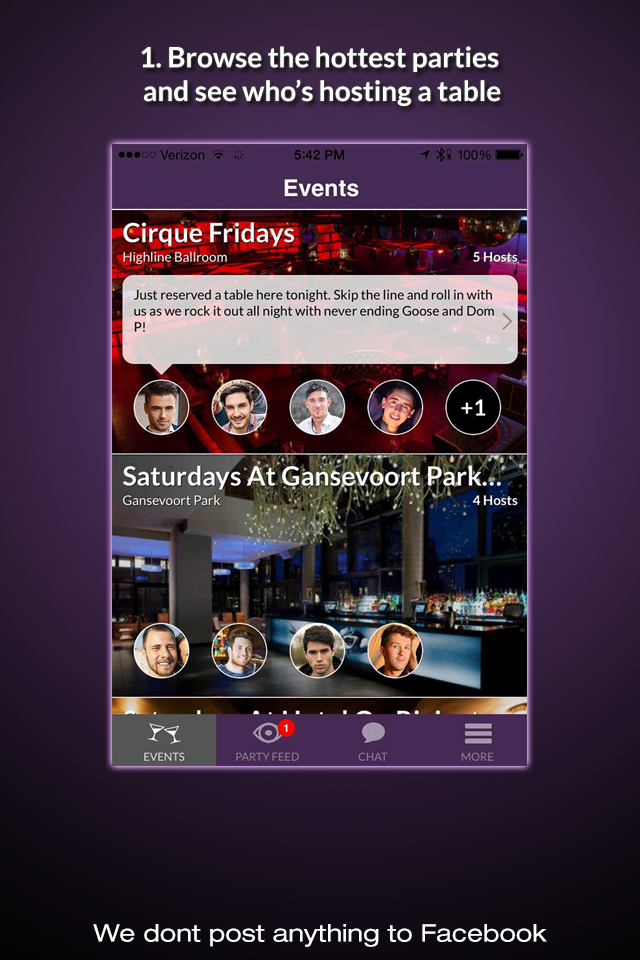 1. Browse the hottest parties
and see who's hosting a table
Verizon 5:42 PM 100%
Events
Cirque Fridays
Highline Ballroom 5 Hosts
Just reserved a table here tonight. Skip the line and roll in with
us as we rock it out all night with never ending Goose and Dom
P!
+1
Saturdays At Gansevoort Park...
Gansevoort Park 4 Hosts
1
EVENTS PARTY FEED CHAT MORE
We dont post anything to Facebook